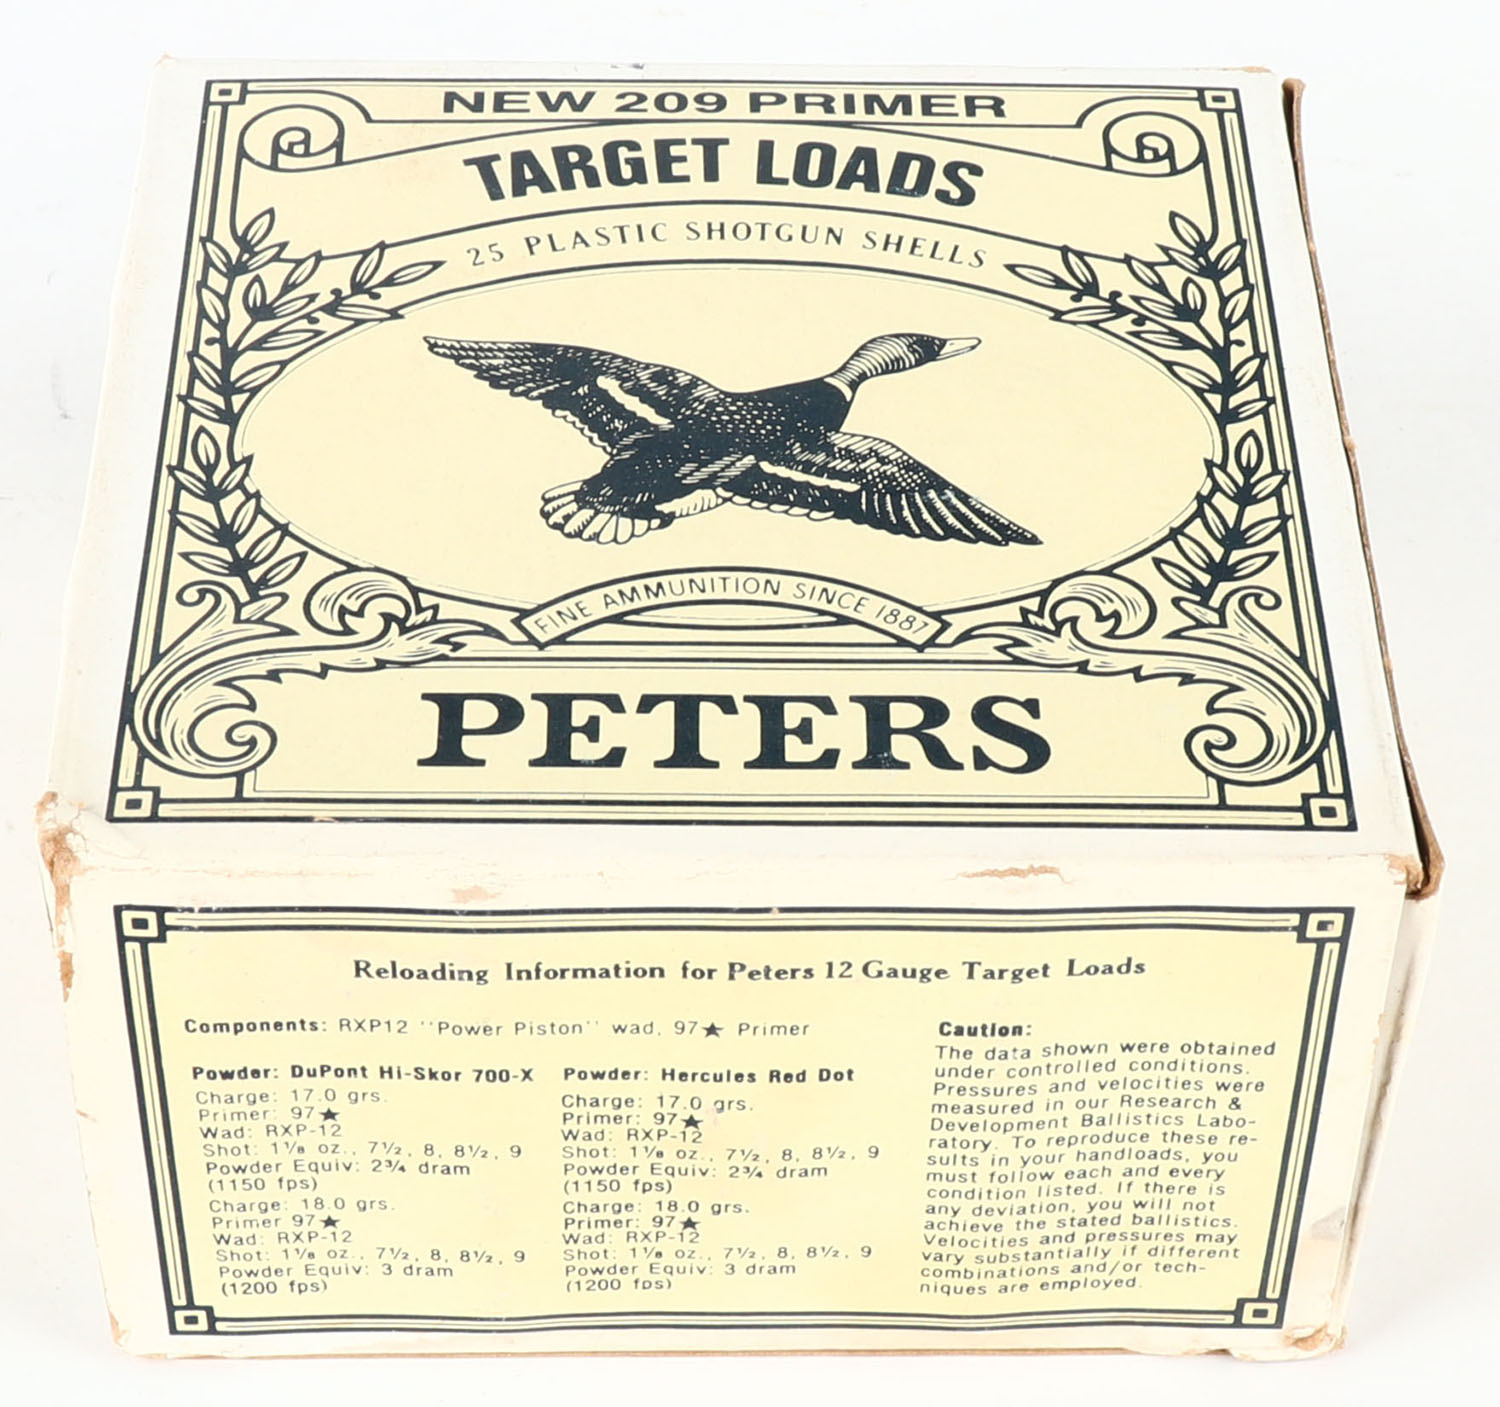 NEW 209 PRIMER
TARGET LOADS
25 PLASTIC SHOTGUN SHELLS
FINE AMMUNITION SINCE 1887
PETERS
Reloading Information for Peters 12 Gauge Target Loads
Components: RXP12 "Power Piston" wad, 97★ Primer
Powder: DuPont Hi-Skor 700-X
Charge: 17.0 grs.
Primer: 97★
Wad: RXP-12
Shot: 1⅛ oz., 7½, 8, 8½, 9
Powder Equiv: 2¾ dram
(1150 fps)
Charge: 18.0 grs.
Primer 97★
Wad: RXP-12
Shot: 1⅛ oz., 7½, 8, 8½, 9
Powder Equiv: 3 dram
(1200 fps)
Powder: Hercules Red Dot
Charge: 17.0 grs.
Primer: 97★
Wad: RXP-12
Shot: 1⅛ oz., 7½, 8, 8½, 9
Powder Equiv: 2¾ dram
(1150 fps)
Charge: 18.0 grs.
Primer: 97★
Wad: RXP-12
Shot: 1⅛ oz., 7½, 8, 8½, 9
Powder Equiv: 3 dram
(1200 fps)
Caution:
The data shown were obtained
under controlled conditions.
Pressures and velocities were
measured in our Research &
Development Ballistics Labo-
ratory. To reproduce these re-
sults in your handloads, you
must follow each and every
condition listed. If there is
any deviation, you will not
achieve the stated ballistics.
Velocities and pressures may
vary substantially if different
combinations and/or tech-
niques are employed.